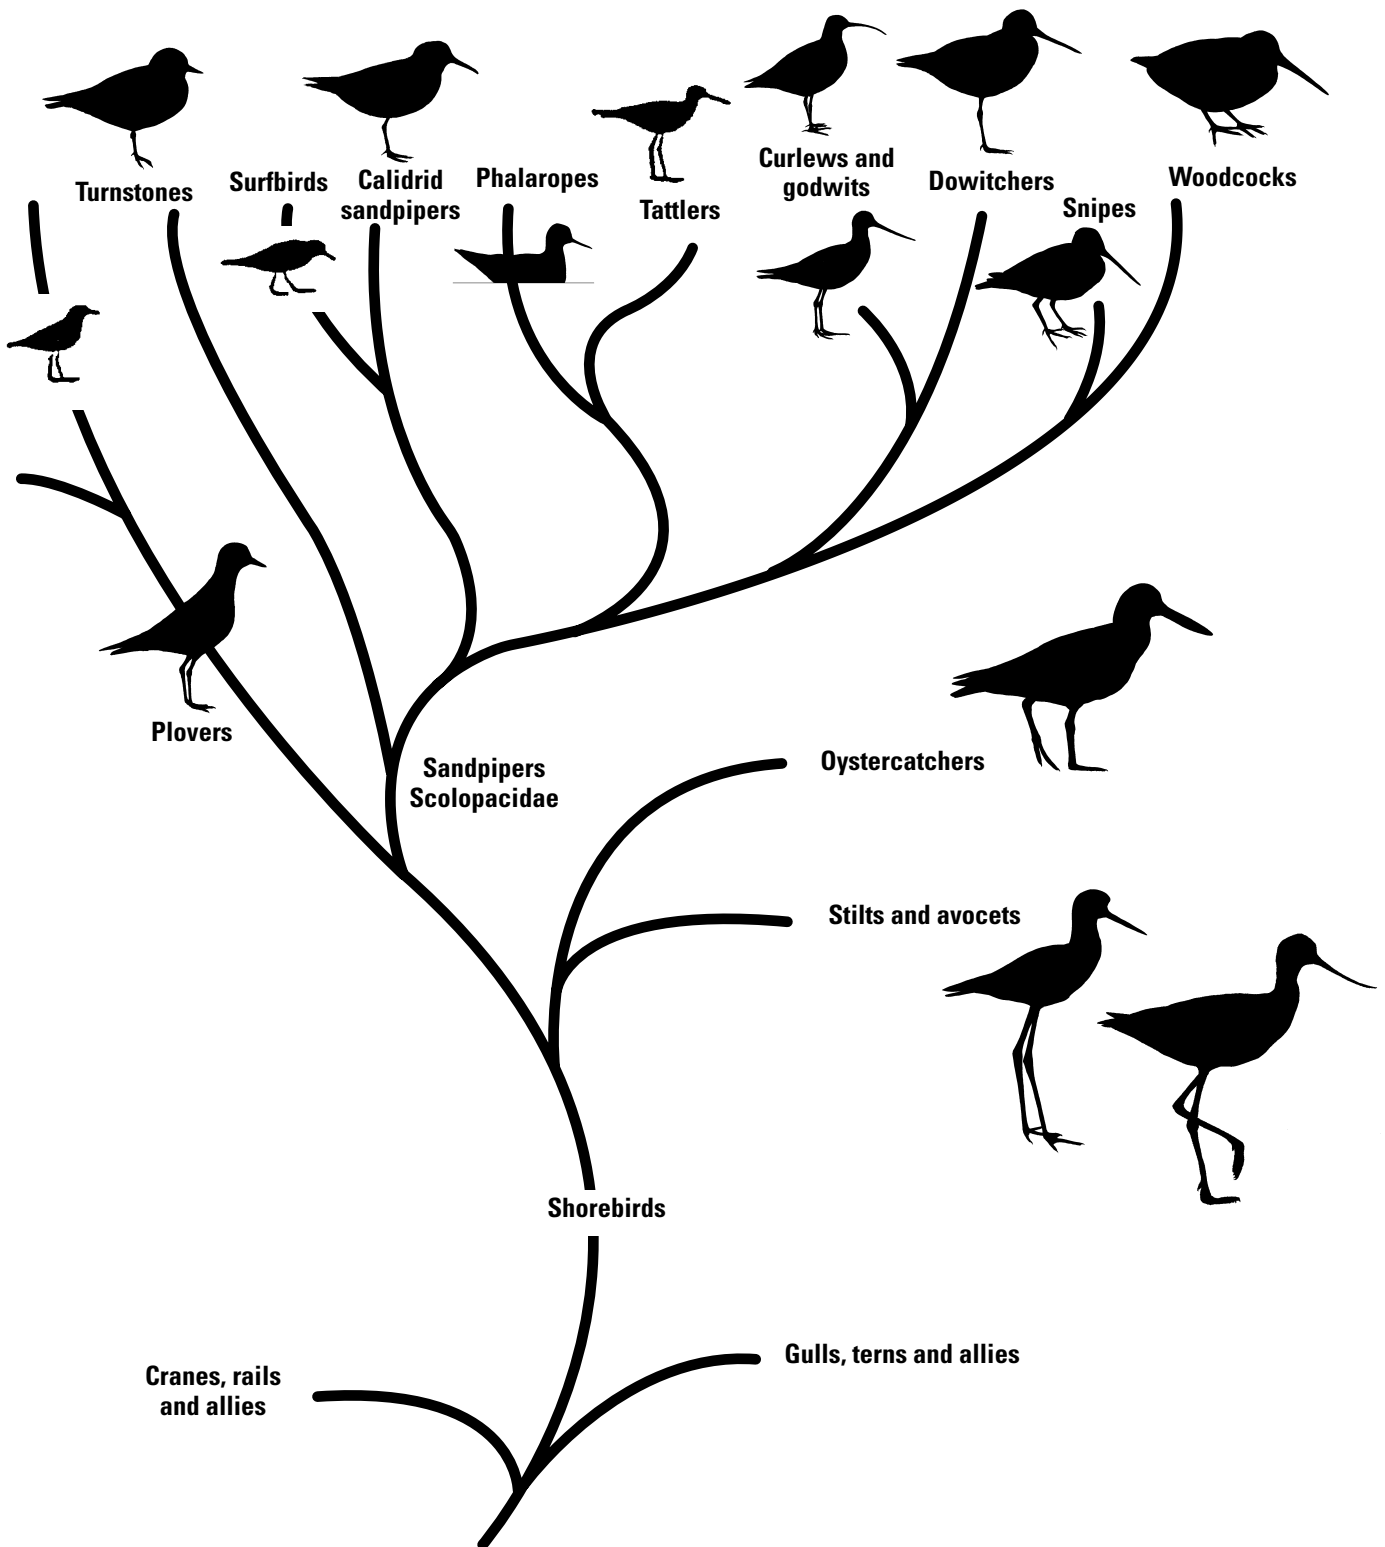 Curlews and
godwits
Turnstones
Surfbirds
Calidrid
sandpipers
Phalaropes
Tattlers
Dowitchers
Snipes
Woodcocks
Plovers
Sandpipers
Scolopacidae
Oystercatchers
Stilts and avocets
Shorebirds
Gulls, terns and allies
Cranes, rails
and allies